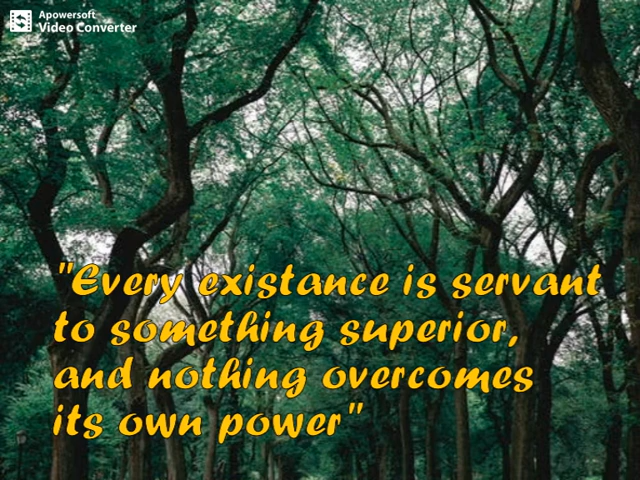 Apowersoft
Video Converter
"Every existance is servant
to something superior,
and nothing overcomes
its own power"